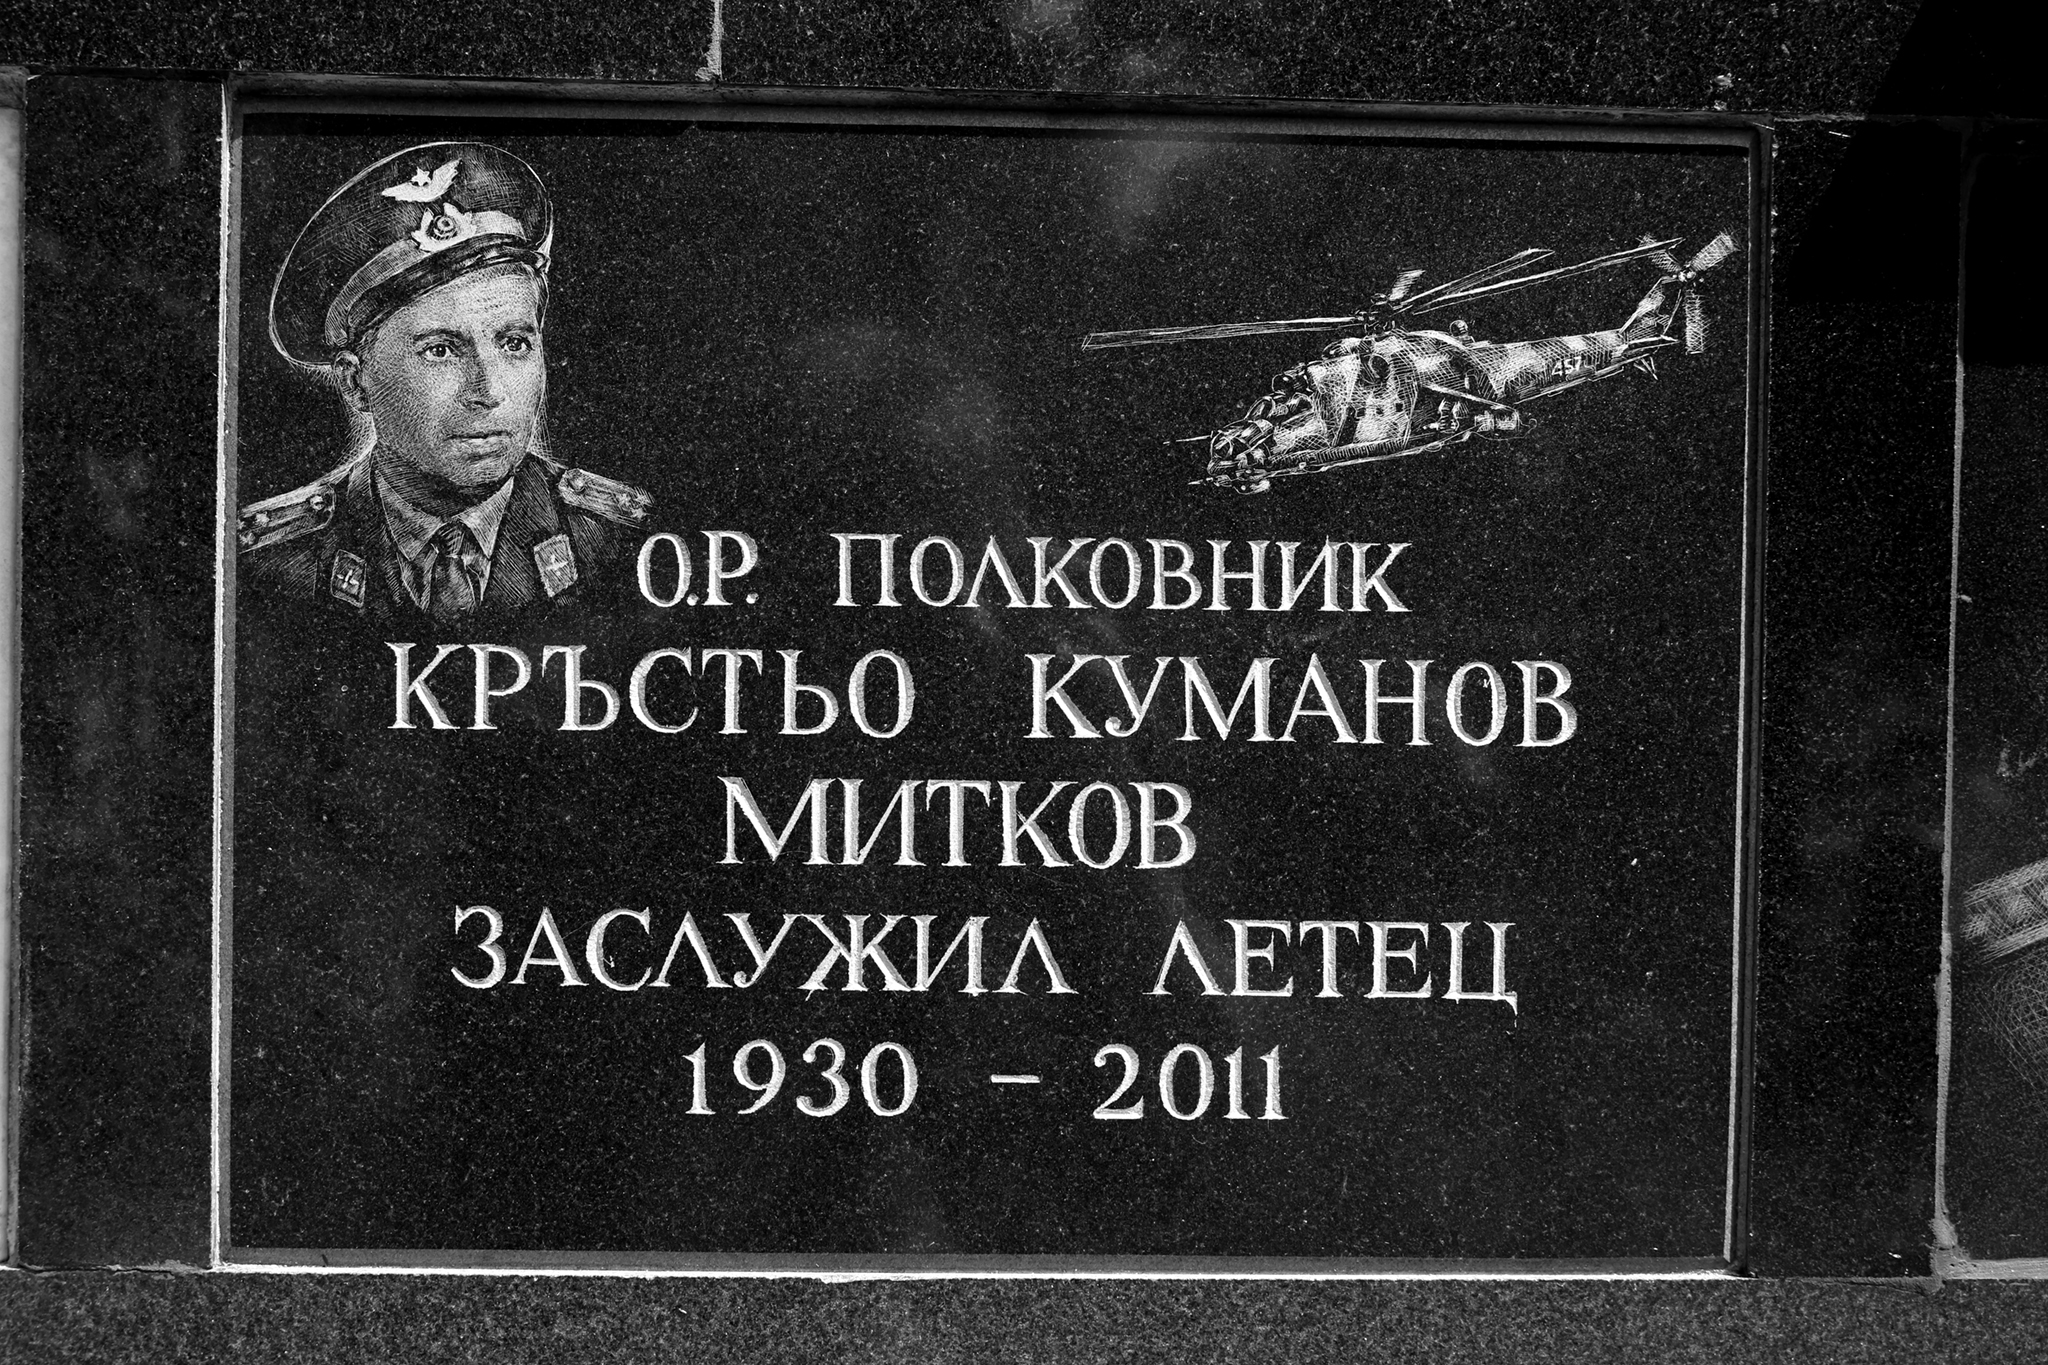 О.Р. ПОЛКОВНИК
КРЪСТЬО КУМАНОВ
МИТКОВ
ЗАСЛУЖИЛ ЛЕТЕЦ
1930 – 2011